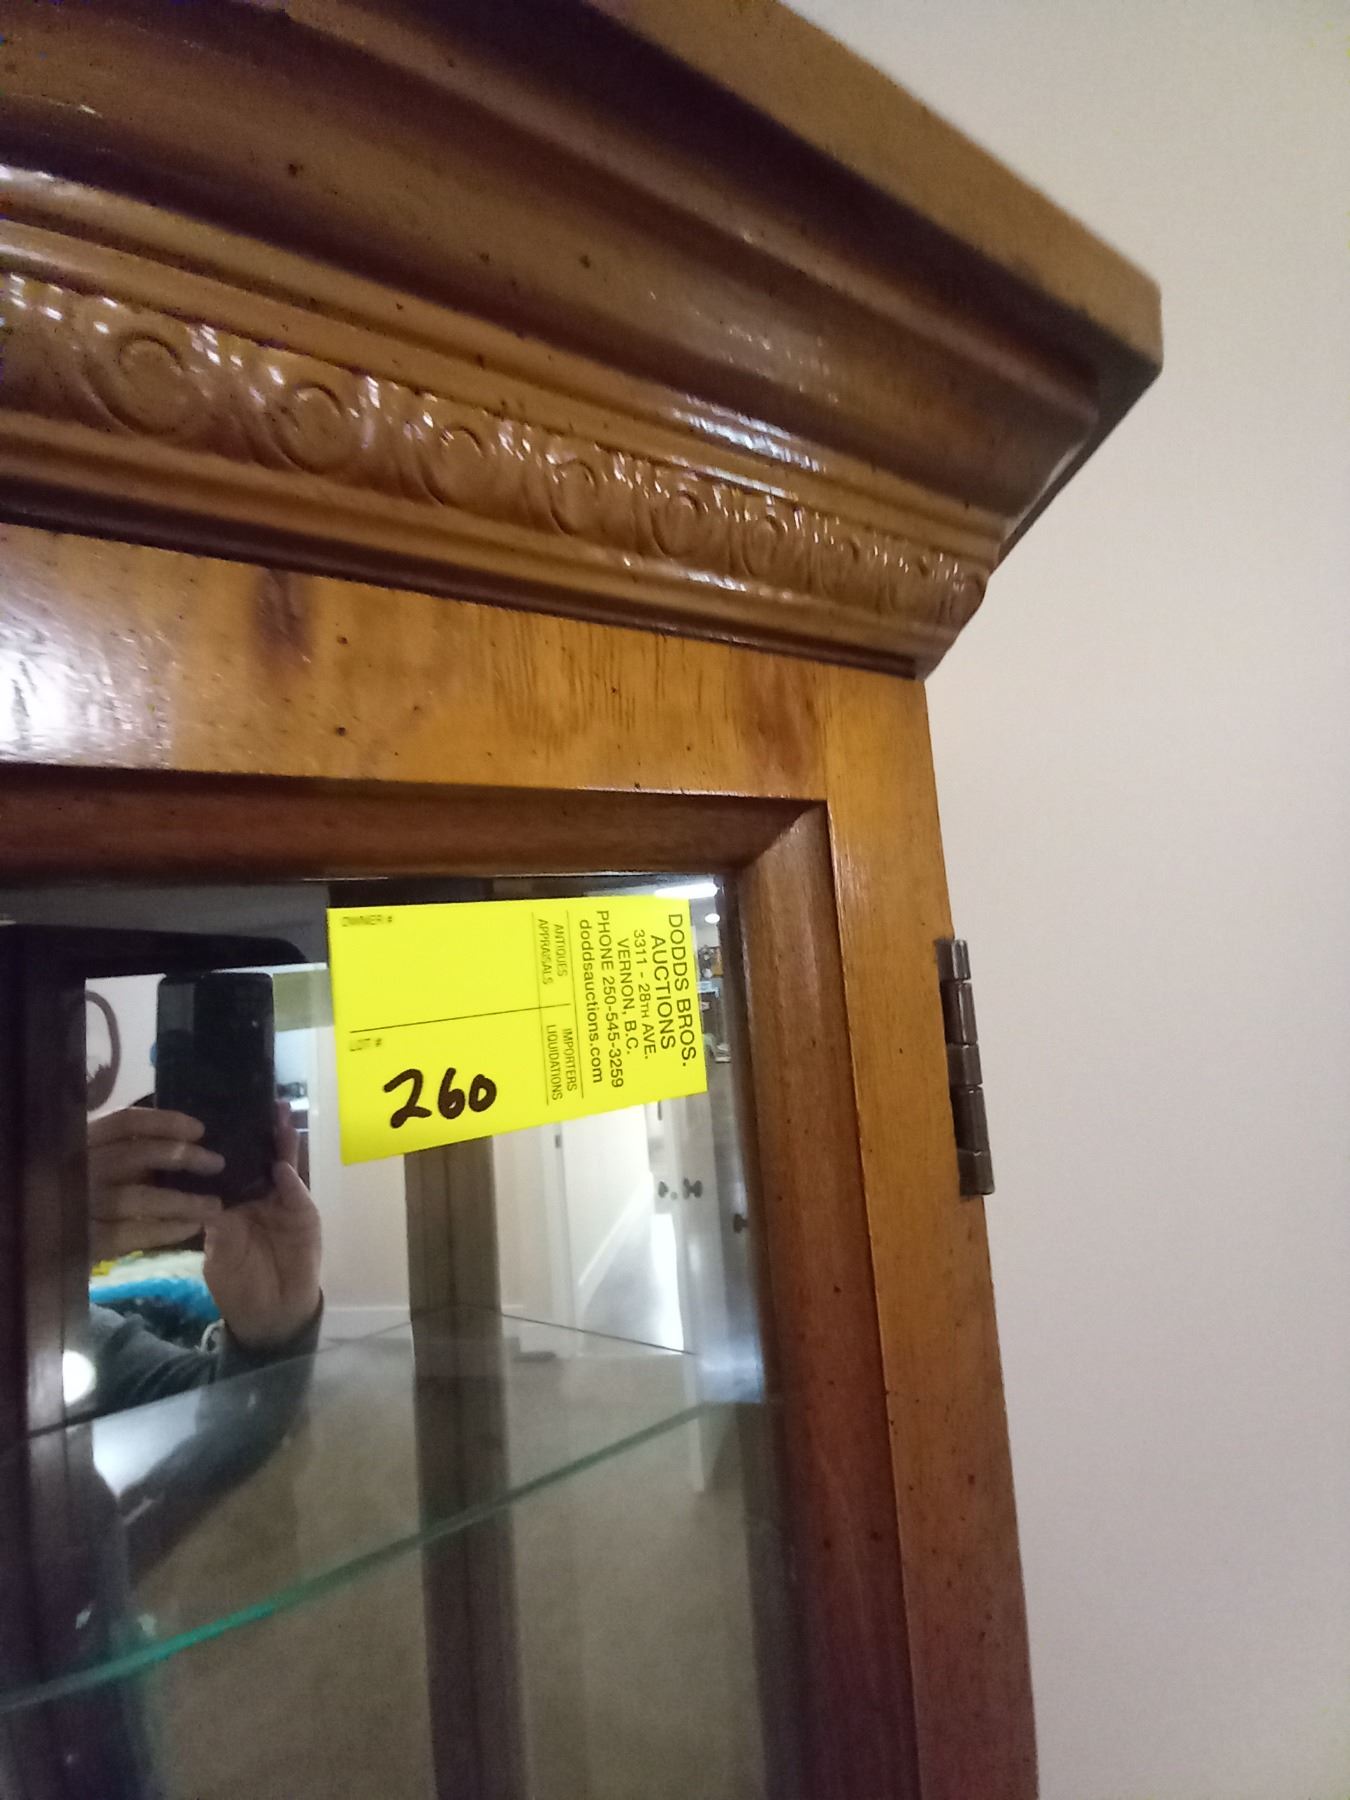 OWNER #
LOT #
260
ANTIQUES
APPRAISALS
IMPORTERS
LIQUIDATIONS
DODDS BROS.
AUCTIONS
3311 - 28TH AVE.
VERNON, B.C.
PHONE 250-545-3259
doddsauctions.com